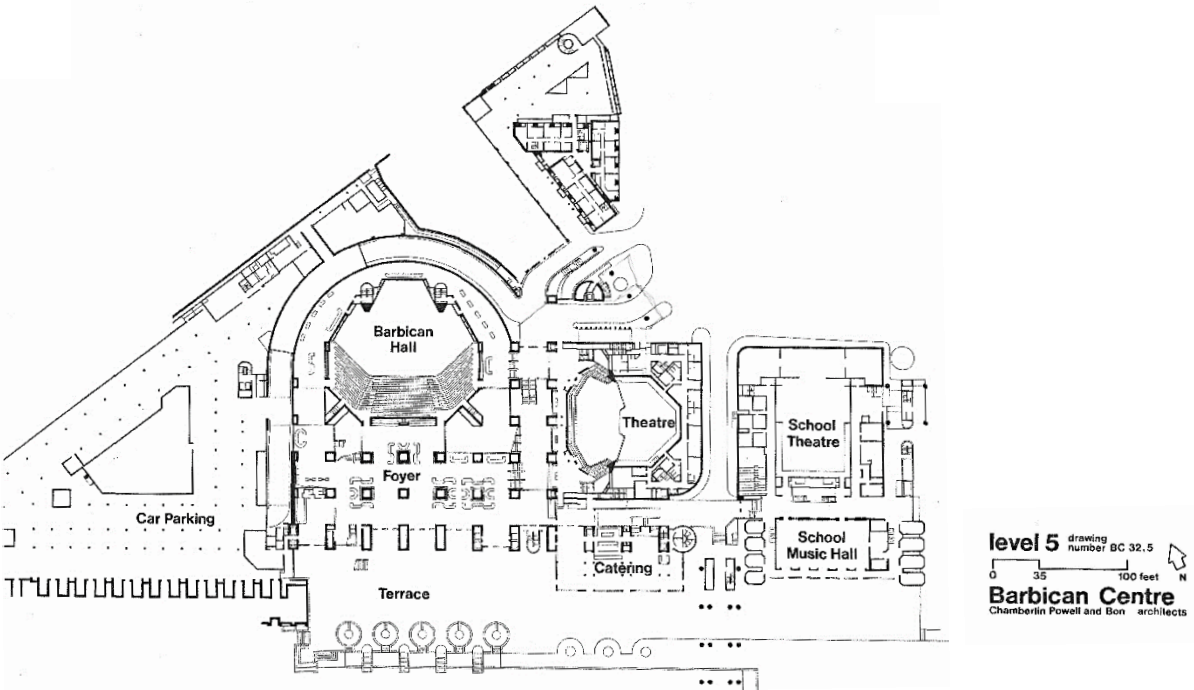 Barbican
Hall
Theatre
School
Theatre
Foyer
Car Parking
School
Music Hall
Catering
Terrace
level 5 drawing
number BC 32.5
0 35 100 feet N
Barbican Centre
Chamberlin Powell and Bon architects